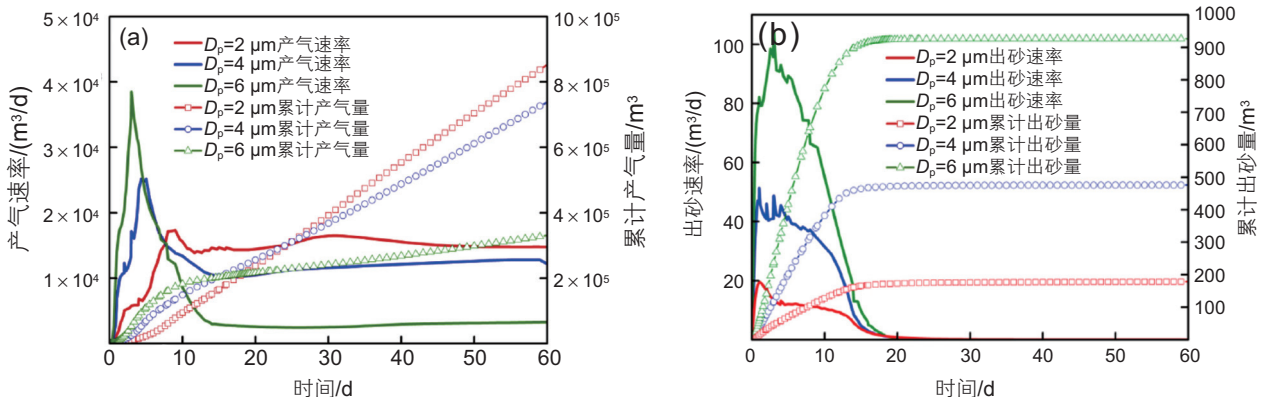 (a)
5 × 10⁴
4 × 10⁴
3 × 10⁴
2 × 10⁴
1 × 10⁴
产气速率/(m³/d)
Dp=2 μm产气速率
Dp=4 μm产气速率
Dp=6 μm产气速率
Dp=2 μm累计产气量
Dp=4 μm累计产气量
Dp=6 μm累计产气量
10 × 10⁵
8 × 10⁵
6 × 10⁵
4 × 10⁵
2 × 10⁵
累计产气量/m³
0 10 20 30 40 50 60
时间/d
(b)
100
80
60
40
20
出砂速率/(m³/d)
Dp=2 μm出砂速率
Dp=4 μm出砂速率
Dp=6 μm出砂速率
Dp=2 μm累计出砂量
Dp=4 μm累计出砂量
Dp=6 μm累计出砂量
1000
900
800
700
600
500
400
300
200
100
累计出砂量/m³
0 10 20 30 40 50 60
时间/d